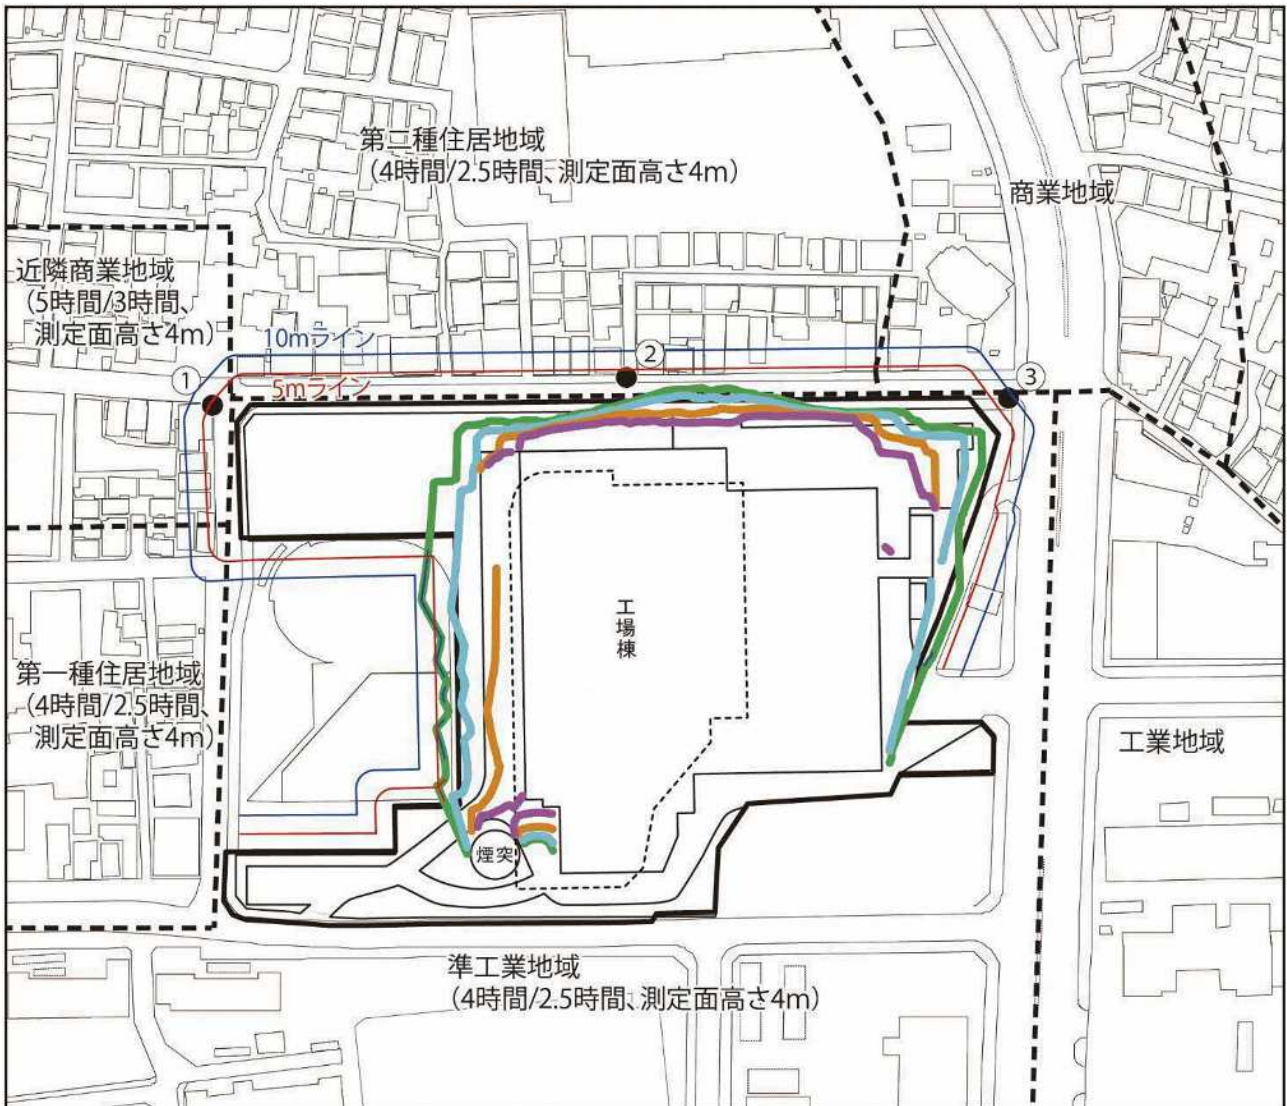 第二種住居地域
(4時間/2.5時間、測定面高さ4m)
商業地域
近隣商業地域
(5時間/3時間、
測定面高さ4m)
10mライン
②
①
5mライン
③
工場棟
第一種住居地域
(4時間/2.5時間、
測定面高さ4m)
工業地域
煙突
準工業地域
(4時間/2.5時間、測定面高さ4m)